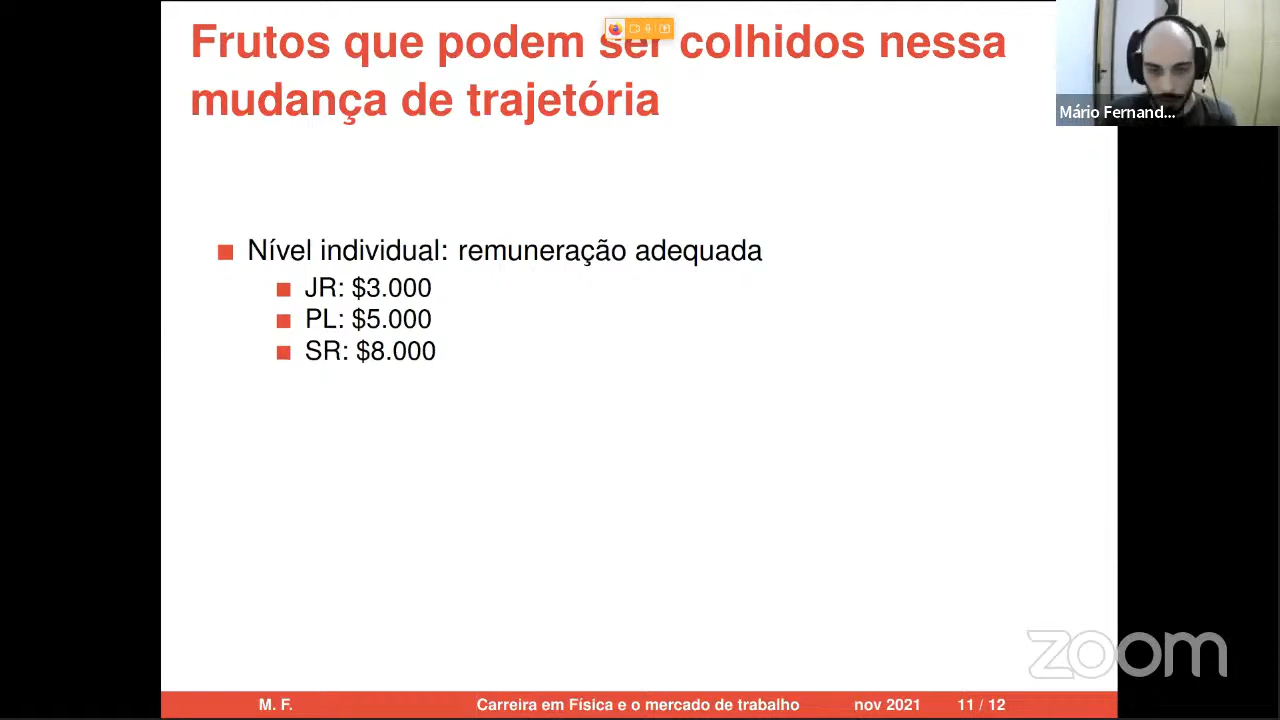 Frutos que podem ser colhidos nessa
mudança de trajetória
Mário Fernand...
Nível individual: remuneração adequada
JR: $3.000
PL: $5.000
SR: $8.000
zoom
M. F. Carreira em Física e o mercado de trabalho nov 2021 11 / 12